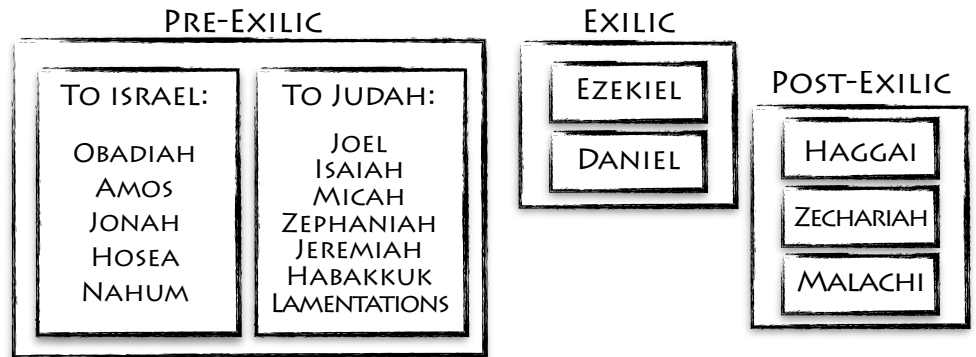 Pre-Exilic
To israel:
Obadiah
Amos
Jonah
Hosea
Nahum
To Judah:
Joel
Isaiah
Micah
Zephaniah
Jeremiah
Habakkuk
Lamentations
Exilic
Ezekiel
Daniel
Post-Exilic
Haggai
Zechariah
Malachi